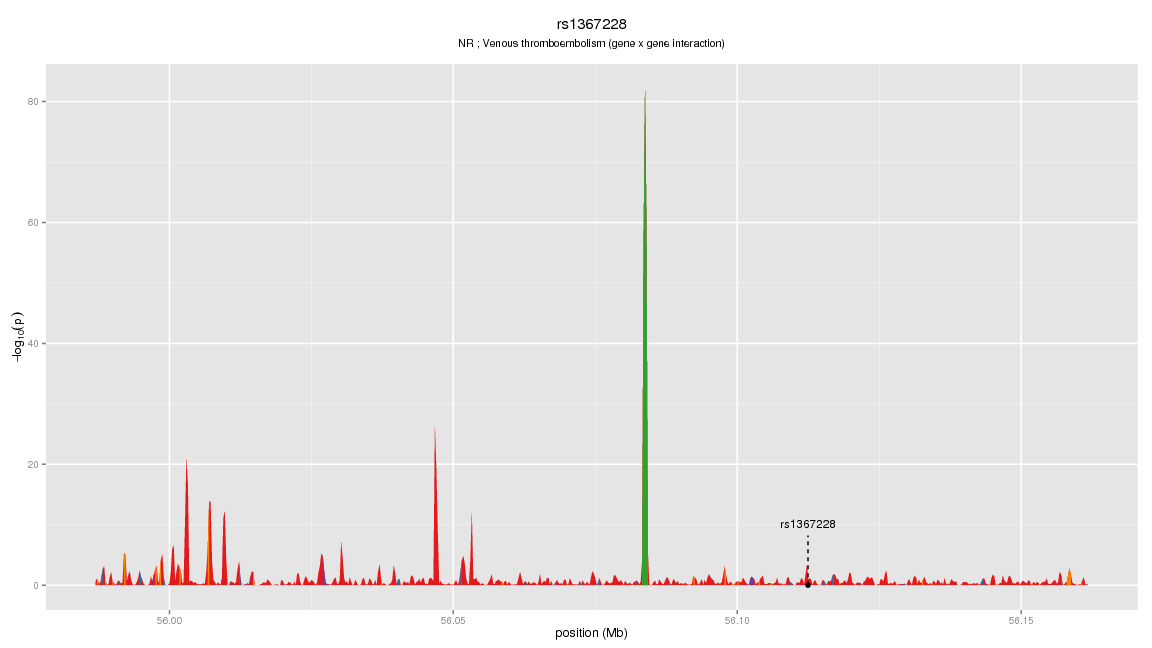 rs1367228
NR ; Venous thromboembolism (gene x gene interaction)
−log10(p)
80
60
40
20
0
rs1367228
56.00
56.05
56.10
56.15
position (Mb)